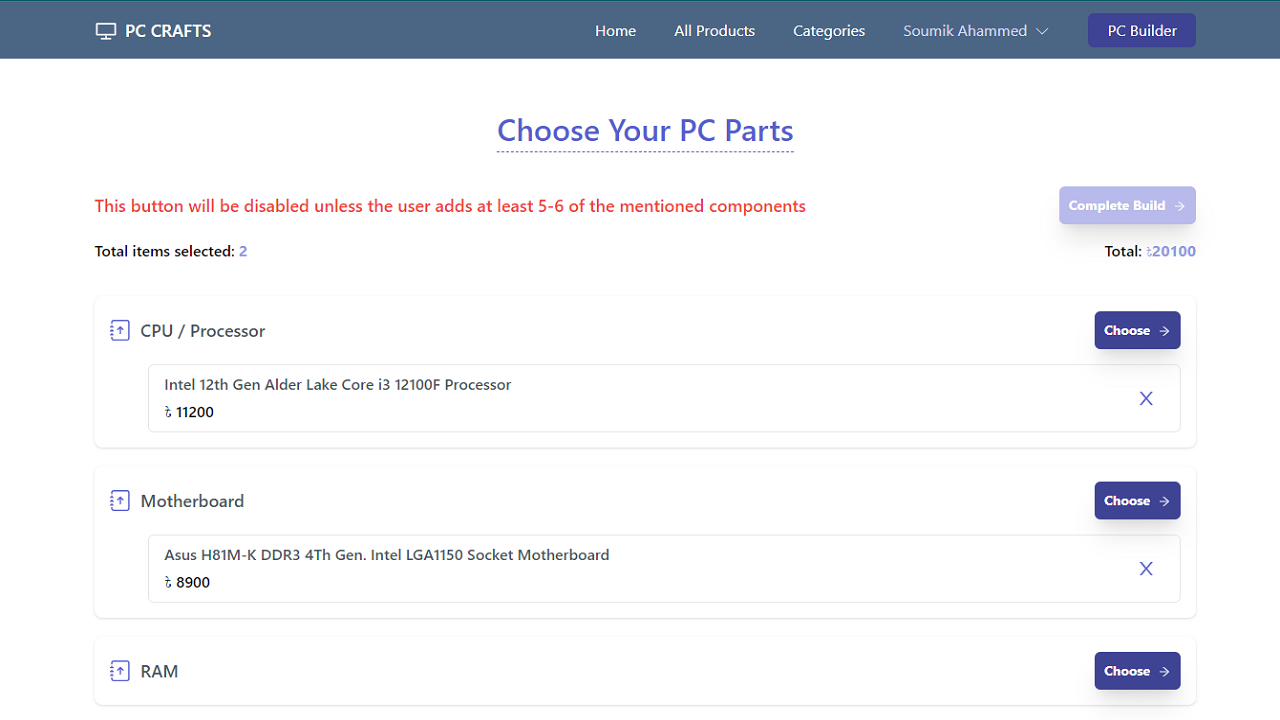 PC CRAFTS Home All Products Categories Soumik Ahammed PC Builder
Choose Your PC Parts
This button will be disabled unless the user adds at least 5-6 of the mentioned components Complete Build →
Total items selected: 2 Total: ৳20100
CPU / Processor Choose →
Intel 12th Gen Alder Lake Core i3 12100F Processor
৳ 11200
X
Motherboard Choose →
Asus H81M-K DDR3 4Th Gen. Intel LGA1150 Socket Motherboard
৳ 8900
X
RAM Choose →